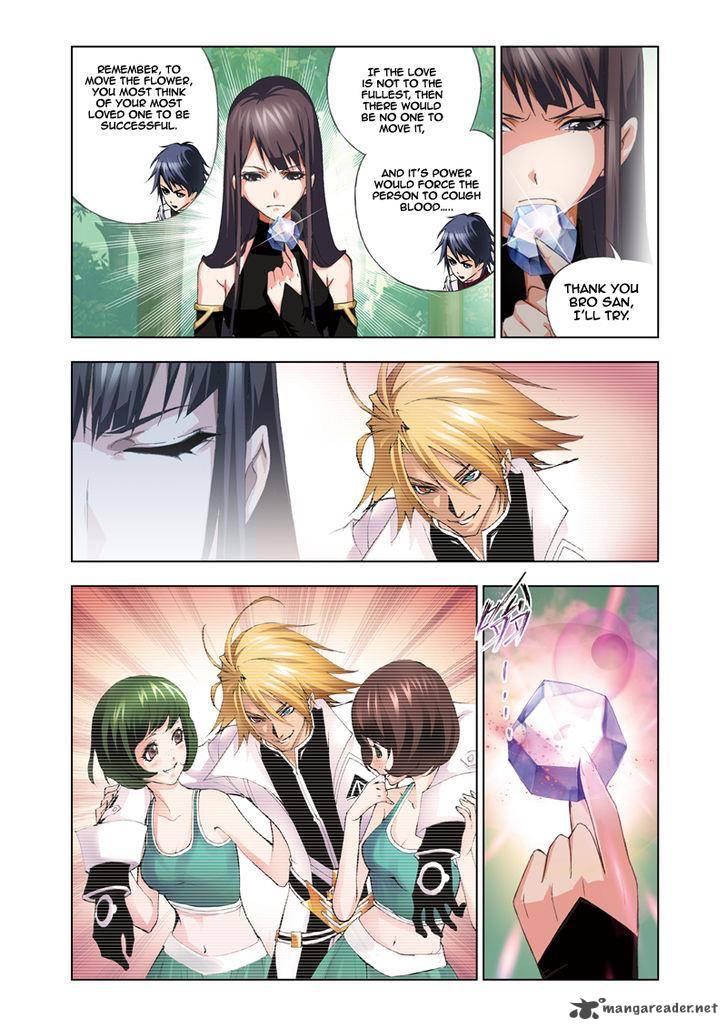 REMEMBER, TO
MOVE THE FLOWER,
YOU MOST THINK
OF YOUR MOST
LOVED ONE TO BE
SUCCESSFUL.
IF THE LOVE
IS NOT TO THE
FULLEST, THEN
THERE WOULD
BE NO ONE TO
MOVE IT,
AND IT'S POWER
WOULD FORCE THE
PERSON TO COUGH
BLOOD.....
THANK YOU
BRO SAN,
I'LL TRY.
mangareader.net